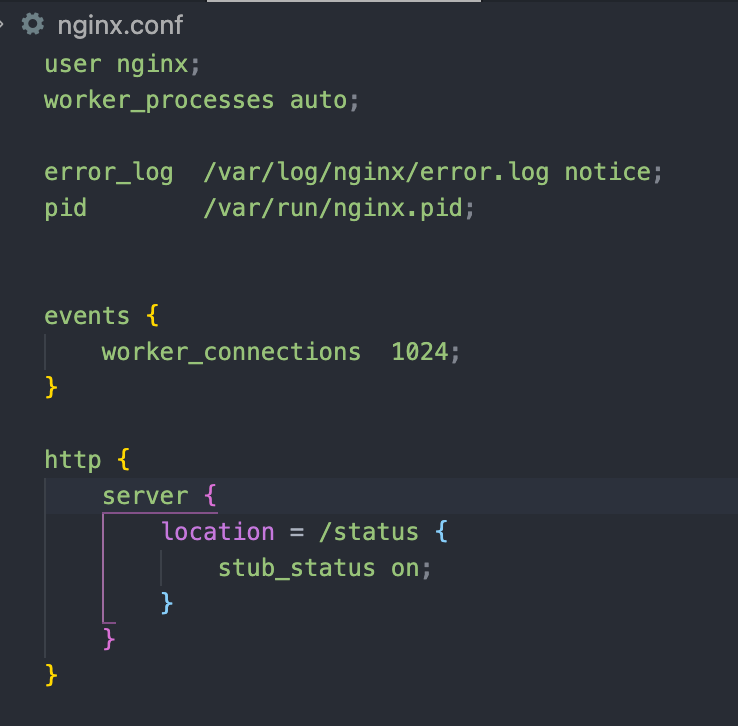 nginx.conf
user nginx;
worker_processes auto;
error_log  /var/log/nginx/error.log notice;
pid        /var/run/nginx.pid;
events {
    worker_connections  1024;
}
http {
    server {
        location = /status {
            stub_status on;
        }
    }
}